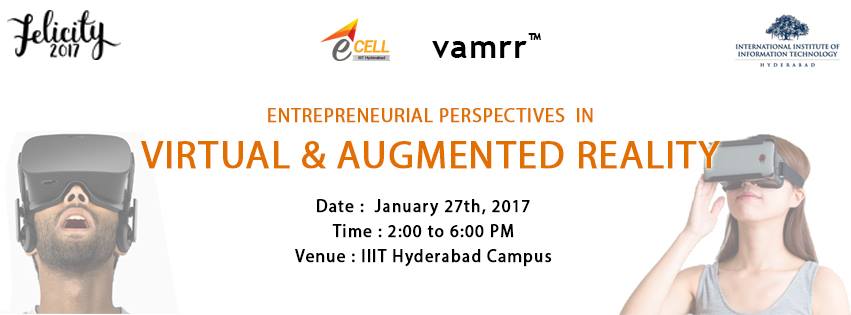 Felicity
2017
eCELL
IIIT Hyderabad
vamrr™
INTERNATIONAL INSTITUTE OF
INFORMATION TECHNOLOGY
HYDERABAD
ENTREPRENEURIAL PERSPECTIVES IN
VIRTUAL & AUGMENTED REALITY
Date : January 27th, 2017
Time : 2:00 to 6:00 PM
Venue : IIIT Hyderabad Campus